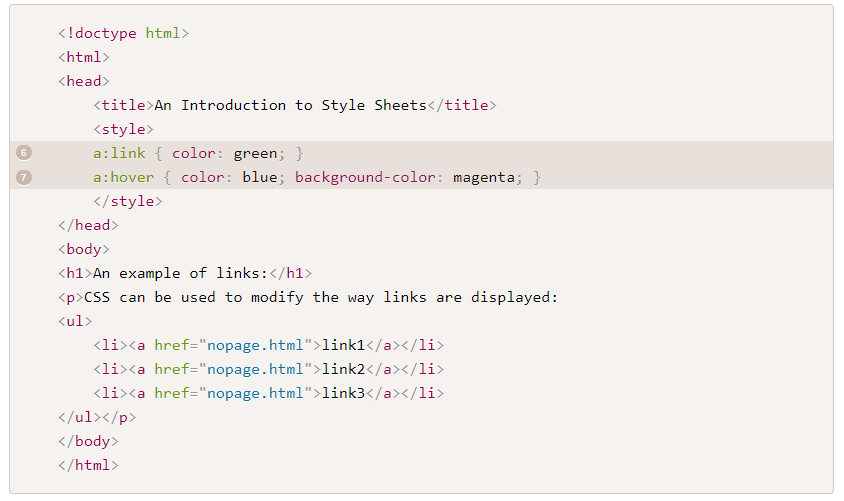 <!doctype html>
<html>
<head>
    <title>An Introduction to Style Sheets</title>
    <style>
6    a:link { color: green; }
7    a:hover { color: blue; background-color: magenta; }
    </style>
</head>
<body>
<h1>An example of links:</h1>
<p>CSS can be used to modify the way links are displayed:
<ul>
    <li><a href="nopage.html">link1</a></li>
    <li><a href="nopage.html">link2</a></li>
    <li><a href="nopage.html">link3</a></li>
</ul></p>
</body>
</html>